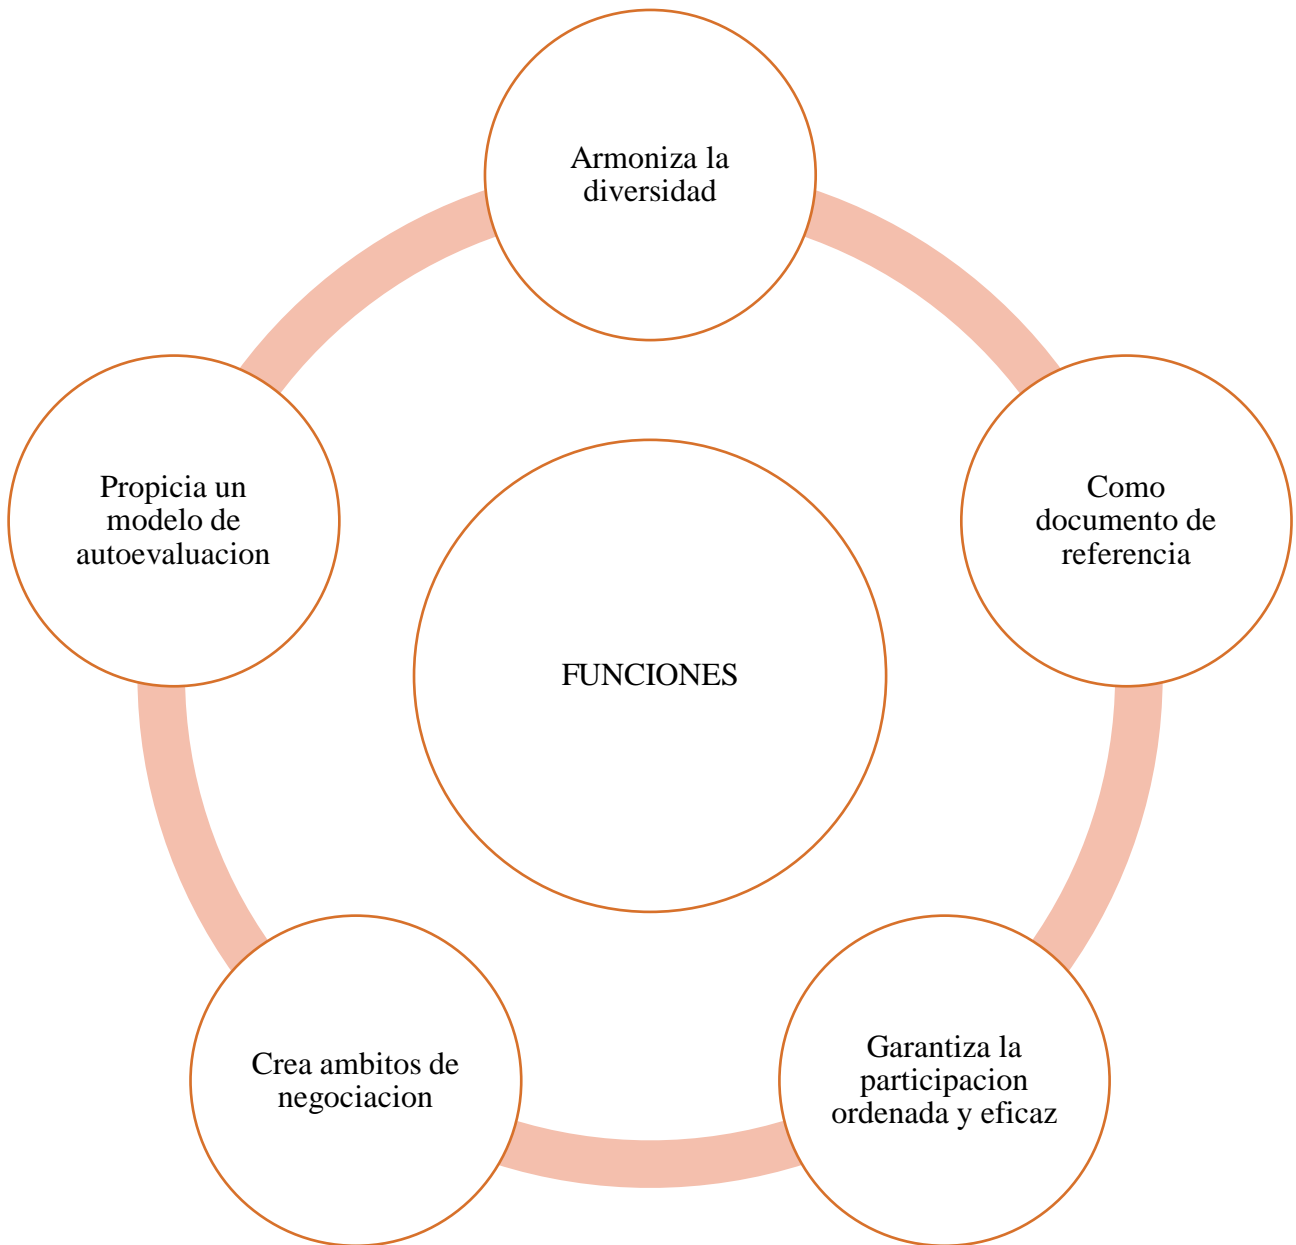 Armoniza la
diversidad
Como
documento de
referencia
Garantiza la
participacion
ordenada y eficaz
Crea ambitos de
negociacion
Propicia un
modelo de
autoevaluacion
FUNCIONES